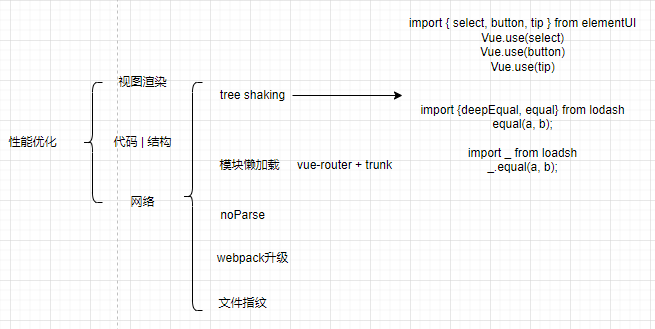 性能优化
视图渲染
代码 | 结构
网络
tree shaking
模块懒加载
vue-router + trunk
noParse
webpack升级
文件指纹
import { select, button, tip } from elementUI
Vue.use(select)
Vue.use(button)
Vue.use(tip)
import {deepEqual, equal} from lodash
equal(a, b);
import _ from loadsh
_.equal(a, b);